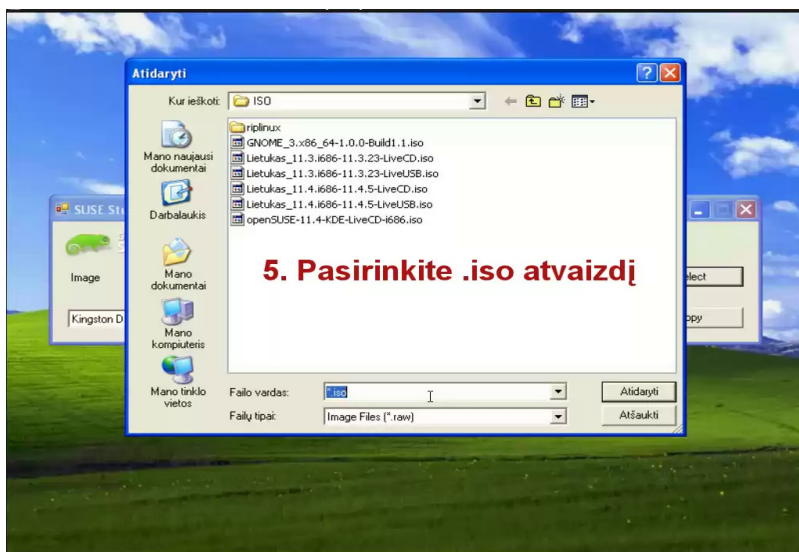 Atidaryti
Kur ieškoti:
ISO
riplinux
GNOME_3.x86_64-1.0.0-Build1.1.iso
Lietukas_11.3.i686-11.3.23-LiveCD.iso
Lietukas_11.3.i686-11.3.23-LiveUSB.iso
Lietukas_11.4.i686-11.4.5-LiveCD.iso
Lietukas_11.4.i686-11.4.5-LiveUSB.iso
openSUSE-11.4-KDE-LiveCD-i686.iso
Mano naujausi
dokumentai
Darbalaukis
Mano
dokumentai
Mano
kompiuteris
Mano tinklo
vietos
SUSE Stu
Image
Kingston D
elect
opy
5. Pasirinkite .iso atvaizdį
Failo vardas:
*.iso
Atidaryti
Failų tipai:
Image Files (*.raw)
Atšaukti